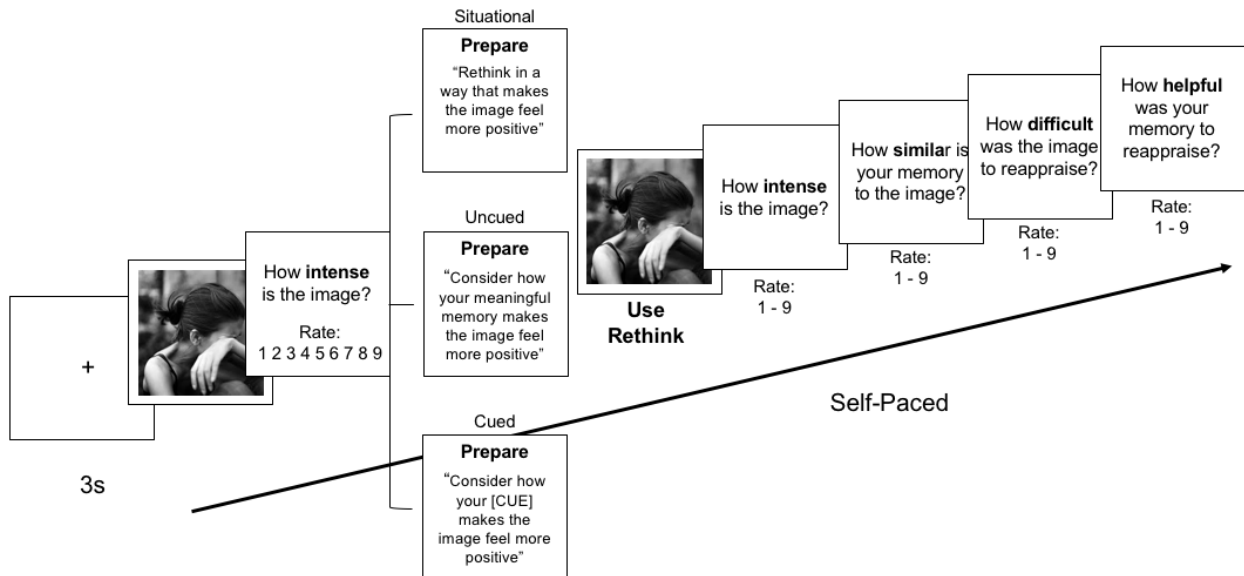 +
3s
How intense
is the image?
Rate:
1 2 3 4 5 6 7 8 9
Situational
Prepare
“Rethink in a
way that makes
the image feel
more positive”
Uncued
Prepare
“Consider how
your meaningful
memory makes
the image feel
more positive”
Cued
Prepare
“Consider how
your [CUE]
makes the
image feel more
positive”
Use
Rethink
How intense
is the image?
Rate:
1 - 9
How similar is
your memory
to the image?
Rate:
1 - 9
How difficult
was the image
to reappraise?
Rate:
1 - 9
How helpful
was your
memory to
reappraise?
Rate:
1 - 9
Self-Paced